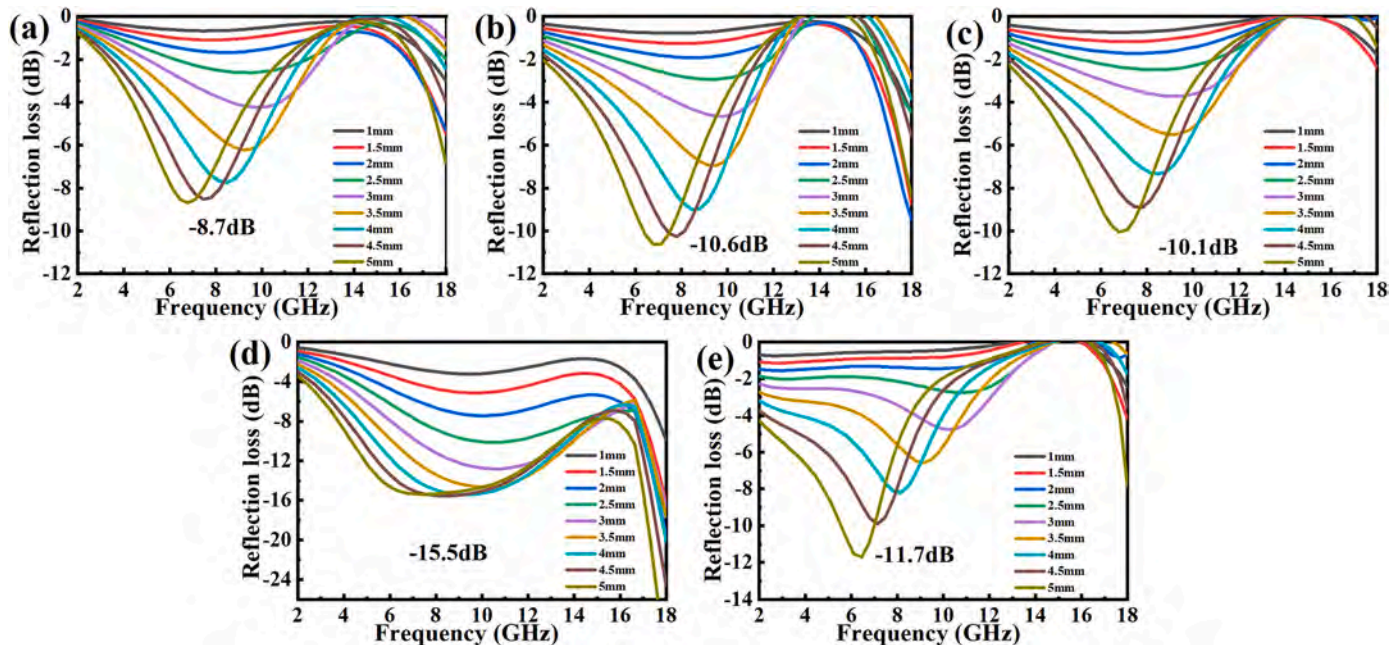 (a)
0
-2
-4
-6
-8
-10
-12
Reflection loss (dB)
1mm
1.5mm
2mm
2.5mm
3mm
3.5mm
4mm
4.5mm
5mm
-8.7dB
2 4 6 8 10 12 14 16 18
Frequency (GHz)
(b)
0
-2
-4
-6
-8
-10
-12
Reflection loss (dB)
1mm
1.5mm
2mm
2.5mm
3mm
3.5mm
4mm
4.5mm
5mm
-10.6dB
2 4 6 8 10 12 14 16 18
Frequency (GHz)
(c)
0
-2
-4
-6
-8
-10
-12
Reflection loss (dB)
1mm
1.5mm
2mm
2.5mm
3mm
3.5mm
4mm
4.5mm
5mm
-10.1dB
2 4 6 8 10 12 14 16 18
Frequency (GHz)
(d)
0
-4
-8
-12
-16
-20
-24
Reflection loss (dB)
1mm
1.5mm
2mm
2.5mm
3mm
3.5mm
4mm
4.5mm
5mm
-15.5dB
2 4 6 8 10 12 14 16 18
Frequency (GHz)
(e)
0
-2
-4
-6
-8
-10
-12
-14
Reflection loss (dB)
1mm
1.5mm
2mm
2.5mm
3mm
3.5mm
4mm
4.5mm
5mm
-11.7dB
2 4 6 8 10 12 14 16 18
Frequency (GHz)